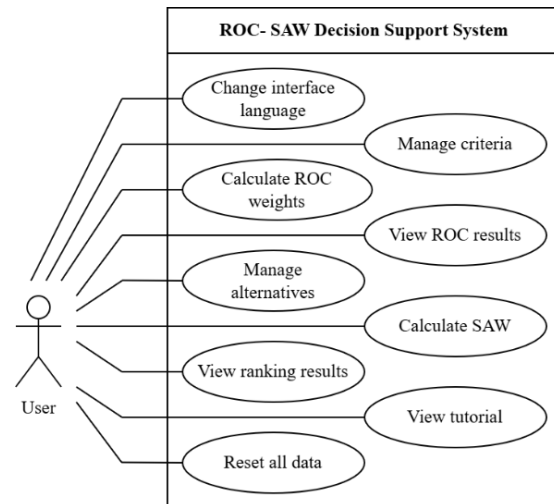 ROC- SAW Decision Support System
Change interface
language
Manage criteria
Calculate ROC
weights
View ROC results
Manage
alternatives
Calculate SAW
View ranking results
User
View tutorial
Reset all data